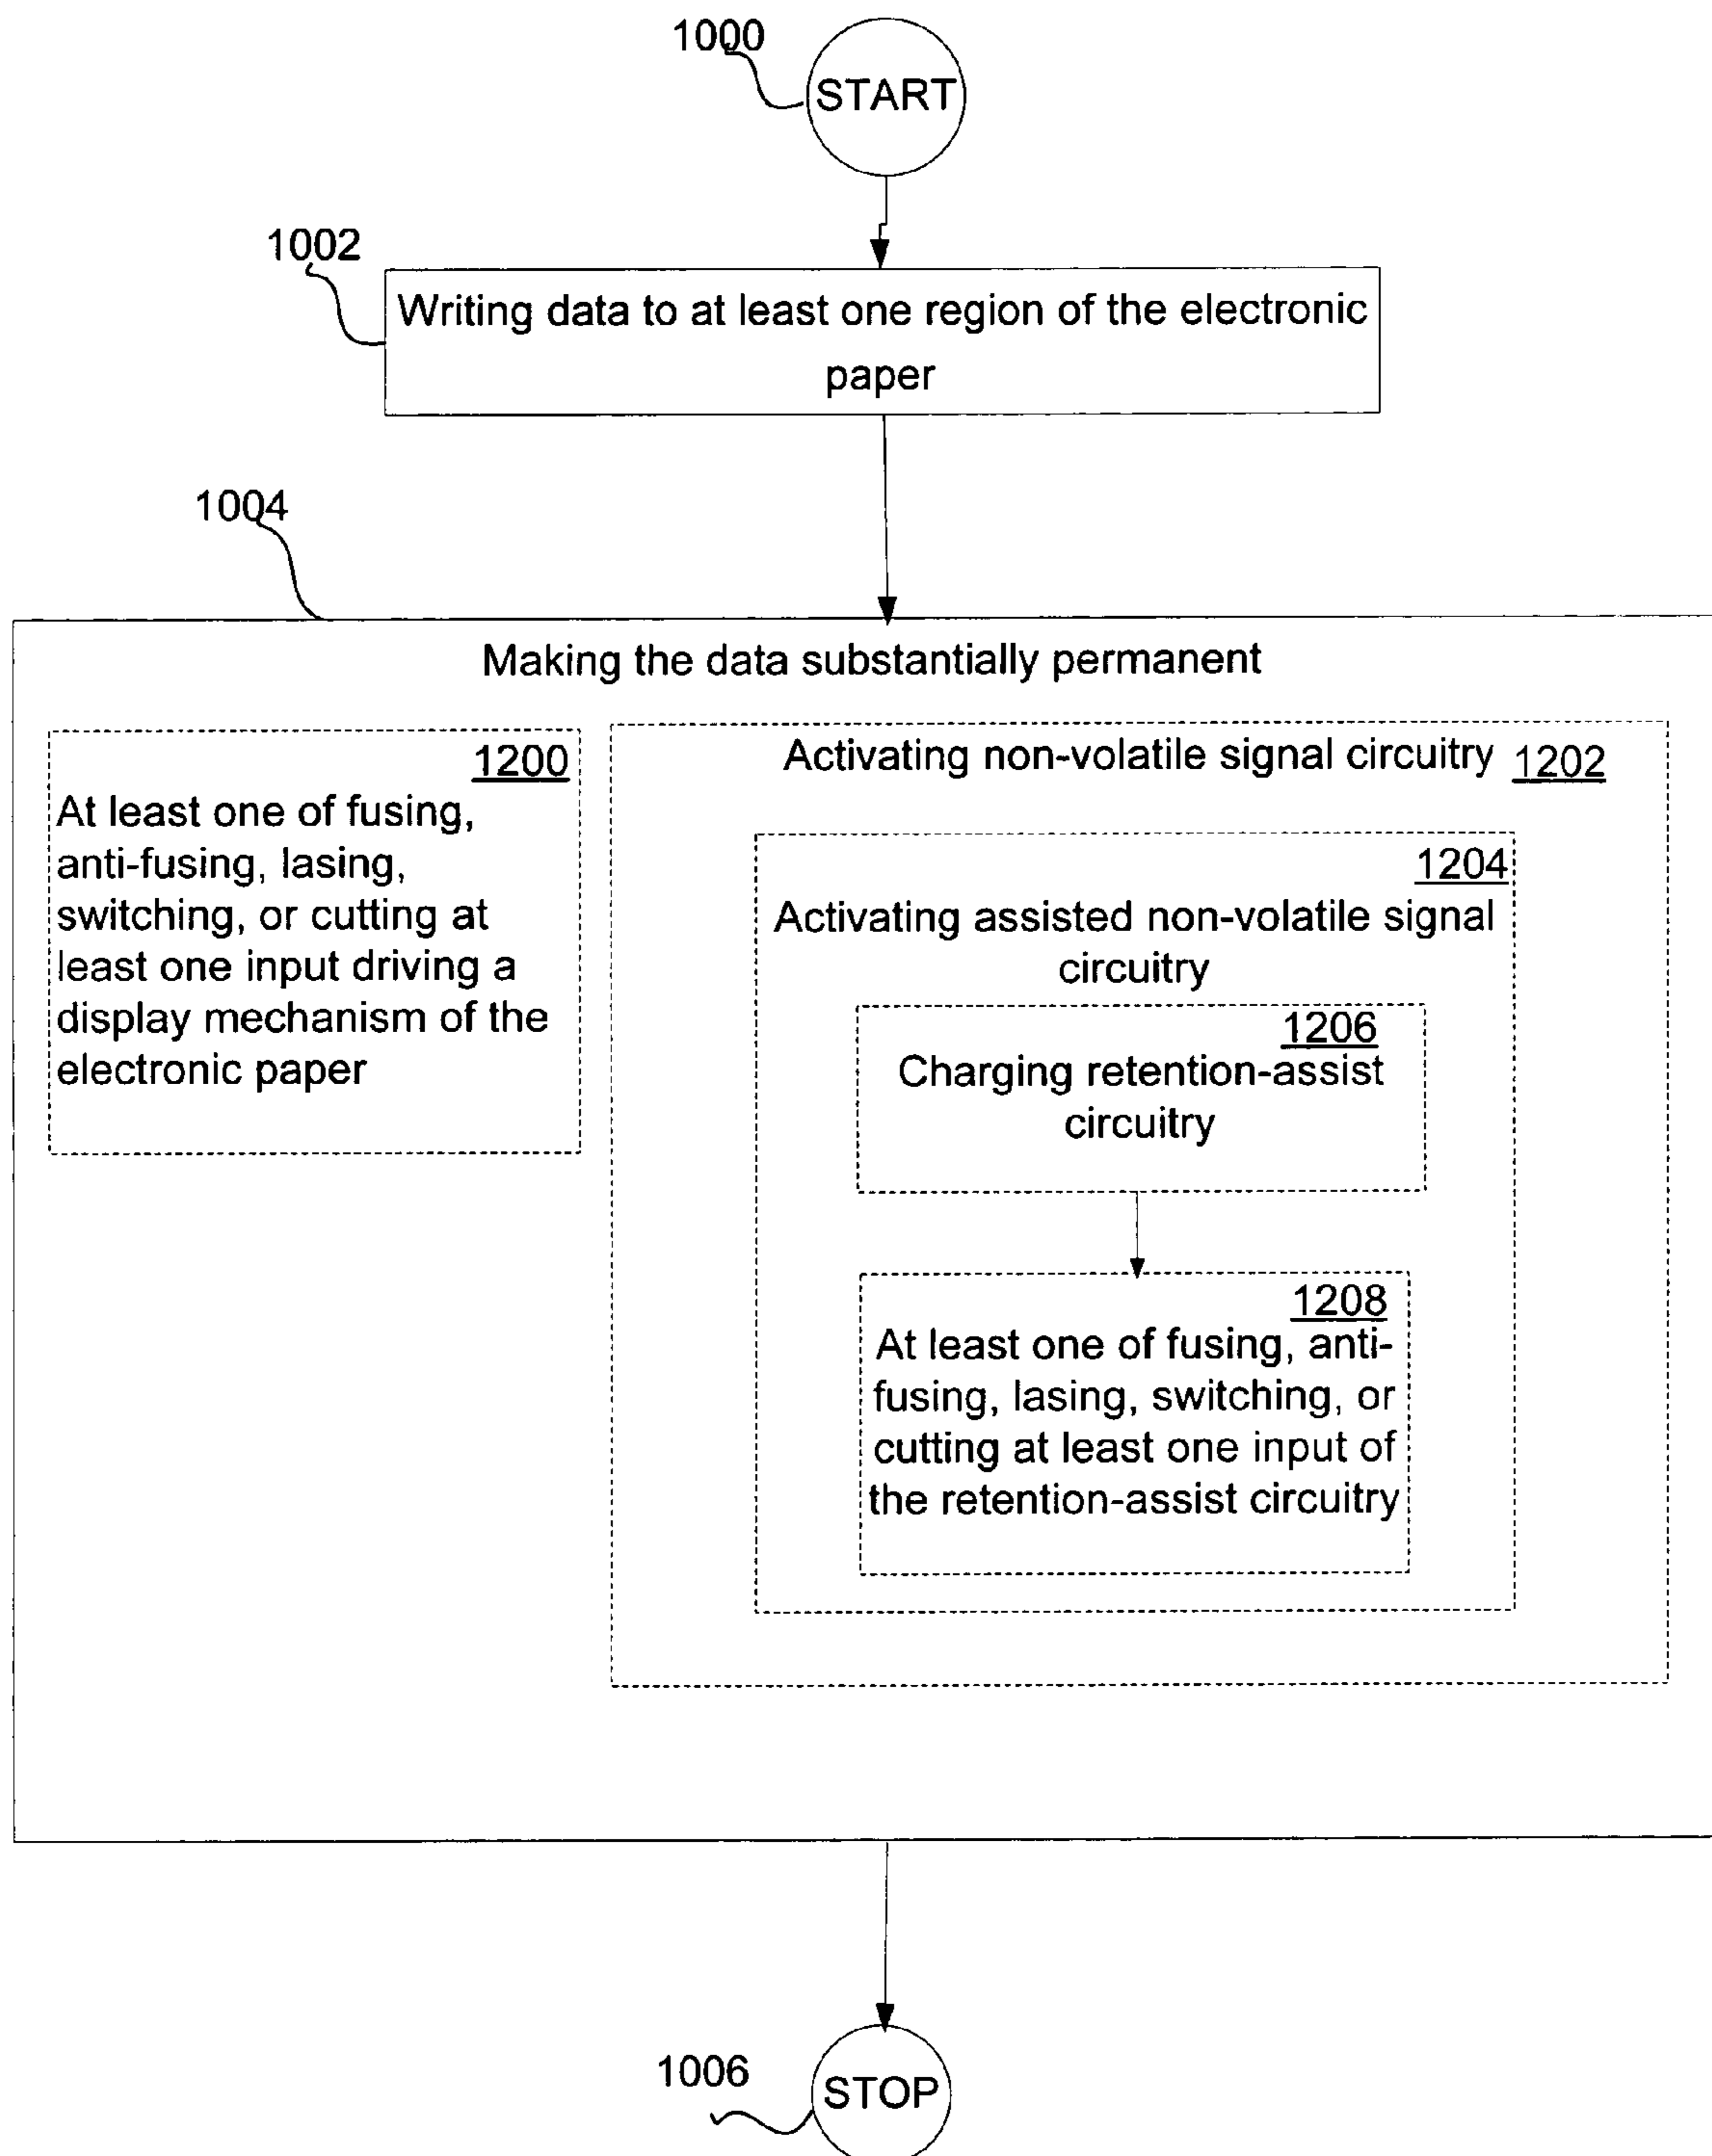 1000
START
1002
Writing data to at least one region of the electronic
paper
1004
Making the data substantially permanent
1200
At least one of fusing,
anti-fusing, lasing,
switching, or cutting at
least one input driving a
display mechanism of the
electronic paper
Activating non-volatile signal circuitry 1202
1204
Activating assisted non-volatile signal
circuitry
1206
Charging retention-assist
circuitry
1208
At least one of fusing, anti-
fusing, lasing, switching, or
cutting at least one input of
the retention-assist circuitry
1006
STOP